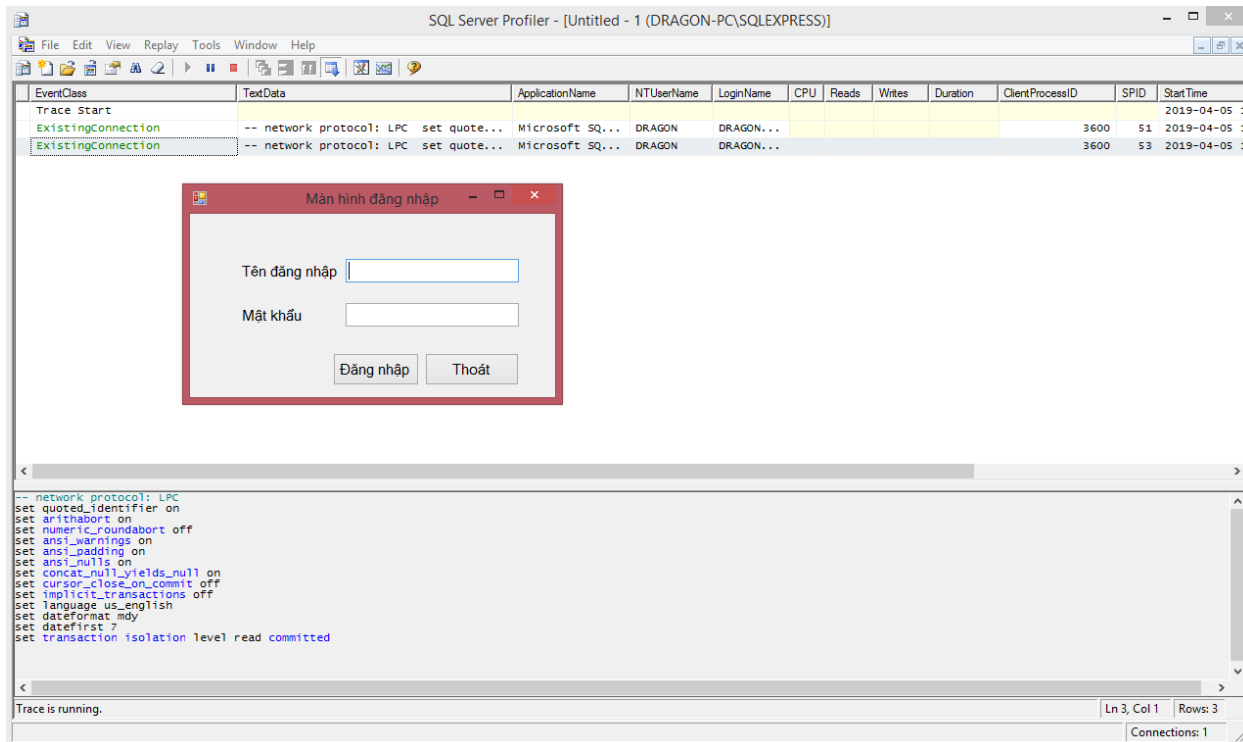 SQL Server Profiler - [Untitled - 1 (DRAGON-PC\SQLEXPRESS)]
File Edit View Replay Tools Window Help
EventClass TextData ApplicationName NTUserName LoginName CPU Reads Writes Duration ClientProcessID SPID StartTime
Trace Start 2019-04-05
ExistingConnection -- network protocol: LPC set quote... Microsoft SQ... DRAGON DRAGON... 3600 51 2019-04-05
ExistingConnection -- network protocol: LPC set quote... Microsoft SQ... DRAGON DRAGON... 3600 53 2019-04-05
Màn hình đăng nhập
Tên đăng nhập
Mật khẩu
Đăng nhập Thoát
-- network protocol: LPC
set quoted_identifier on
set arithabort on
set numeric_roundabort off
set ansi_warnings on
set ansi_padding on
set ansi_nulls on
set concat_null_yields_null on
set cursor_close_on_commit off
set implicit_transactions off
set language us_english
set dateformat mdy
set datefirst 7
set transaction isolation level read committed
Trace is running. Ln 3, Col 1 Rows: 3
Connections: 1